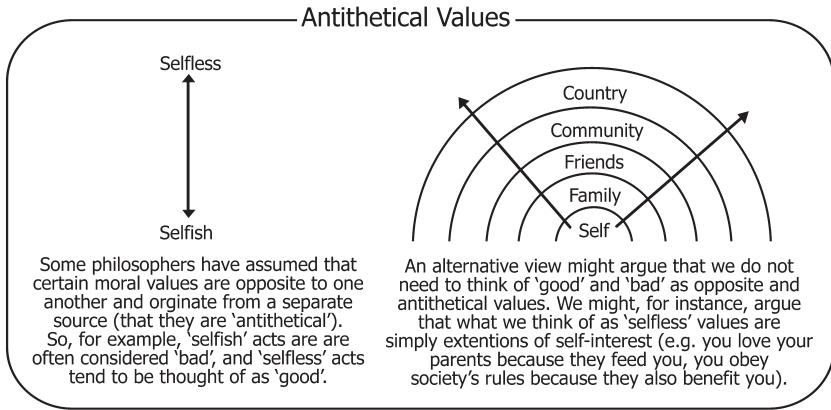 Antithetical Values
Selfless
Selfish
Some philosophers have assumed that
certain moral values are opposite to one
another and orginate from a separate
source (that they are ‘antithetical’).
So, for example, ‘selfish’ acts are are
often considered ‘bad’, and ‘selfless’ acts
tend to be thought of as ‘good’.
Country
Community
Friends
Family
Self
An alternative view might argue that we do not
need to think of ‘good’ and ‘bad’ as opposite and
antithetical values. We might, for instance, argue
that what we think of as ‘selfless’ values are
simply extentions of self-interest (e.g. you love your
parents because they feed you, you obey
society’s rules because they also benefit you).